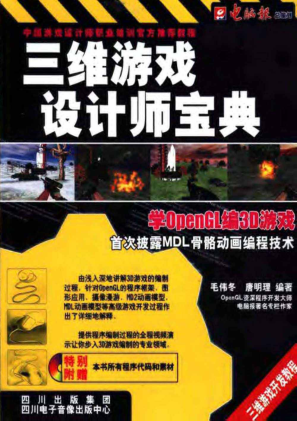 中国游戏设计师职业培训官方推荐教程
电脑报 总策划
三维游戏
设计师宝典
学OpenGL编3D游戏
首次披露MDL骨骼动画编程技术
由浅入深地讲解3D游戏的编制
过程,针对OpenGL的程序框架、图
形应用、摄像漫游、MD2动画模型、
MDL动画模型等高级游戏开发过程作
出了详细地解释。
提供程序编制过程的全程视频演
示让你步入3D游戏编制的专业领域。
毛伟冬 唐明理 编著
OpenGL资深程序开发大师
电脑报著名专栏作家
特别
附赠
本书所有程序代码和素材
四川出版集团
四川电子音像出版中心
三维游戏开发教程